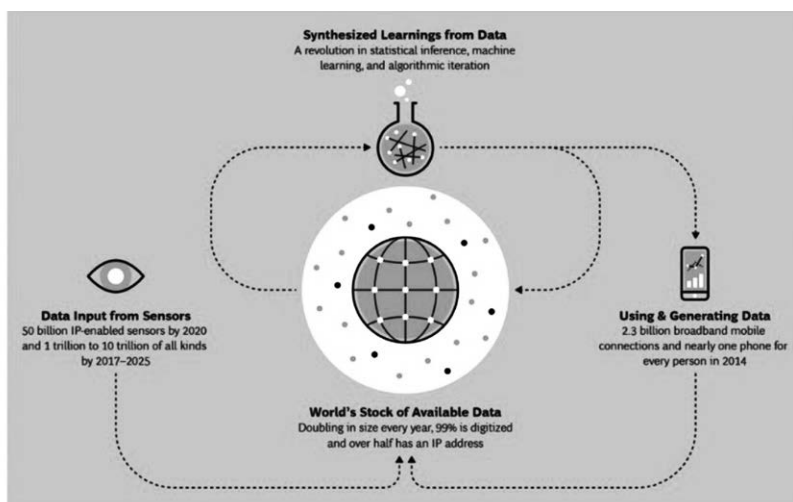 Synthesized Learnings from Data
A revolution in statistical inference, machine
learning, and algorithmic iteration
Data Input from Sensors
50 billion IP-enabled sensors by 2020
and 1 trillion to 10 trillion of all kinds
by 2017–2025
Using & Generating Data
2.3 billion broadband mobile
connections and nearly one phone for
every person in 2014
World's Stock of Available Data
Doubling in size every year, 99% is digitized
and over half has an IP address